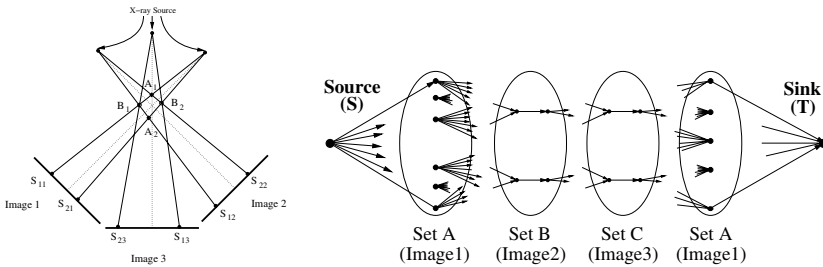 X-ray Source
A1
B1
B2
A2
S11
S22
Image 1
S21
S12
Image 2
S23
S13
Image 3
Source
(S)
Sink
(T)
Set A
(Image1)
Set B
(Image2)
Set C
(Image3)
Set A
(Image1)